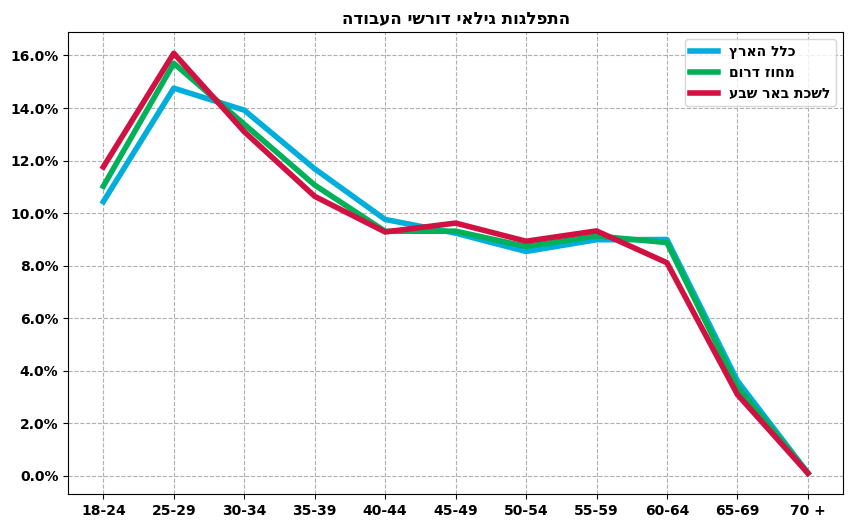 התפלגות גילאי דורשי העבודה
כלל הארץ
מחוז דרום
לשכת באר שבע
16.0%
14.0%
12.0%
10.0%
8.0%
6.0%
4.0%
2.0%
0.0%
18-24 25-29 30-34 35-39 40-44 45-49 50-54 55-59 60-64 65-69 70 +